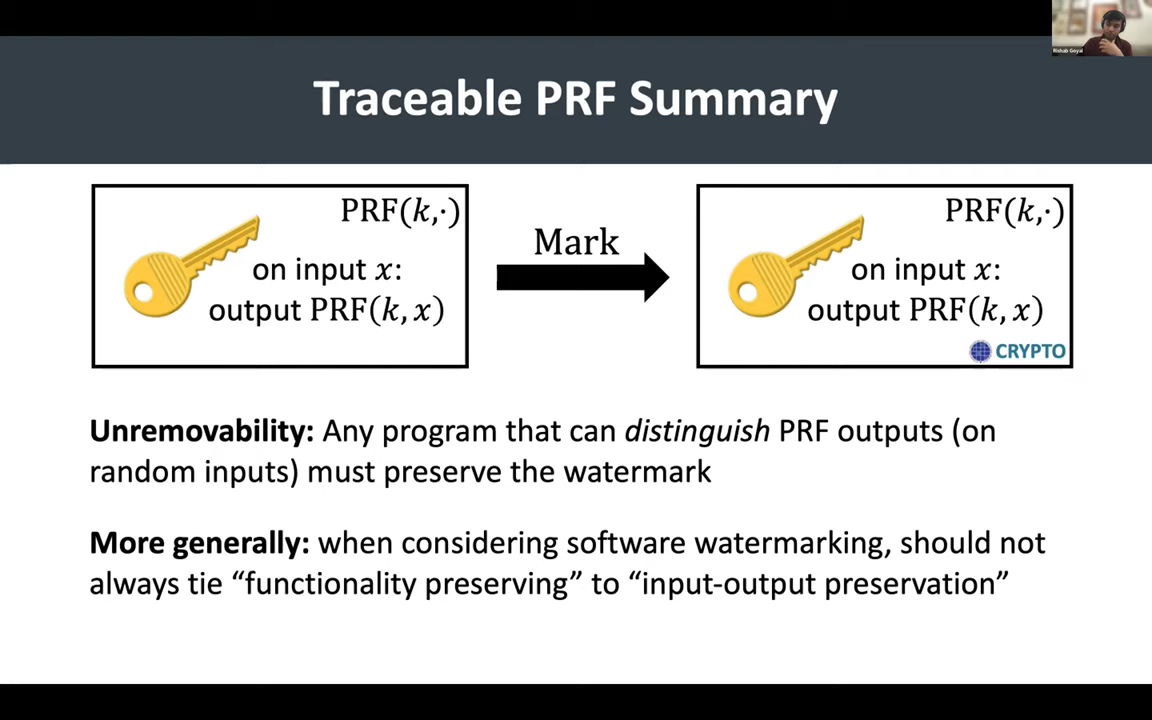 Rishab Goyal
Traceable PRF Summary
PRF(k,·)
on input x:
output PRF(k, x)
Mark
PRF(k,·)
on input x:
output PRF(k, x)
CRYPTO
Unremovability: Any program that can distinguish PRF outputs (on
random inputs) must preserve the watermark
More generally: when considering software watermarking, should not
always tie “functionality preserving” to “input-output preservation”